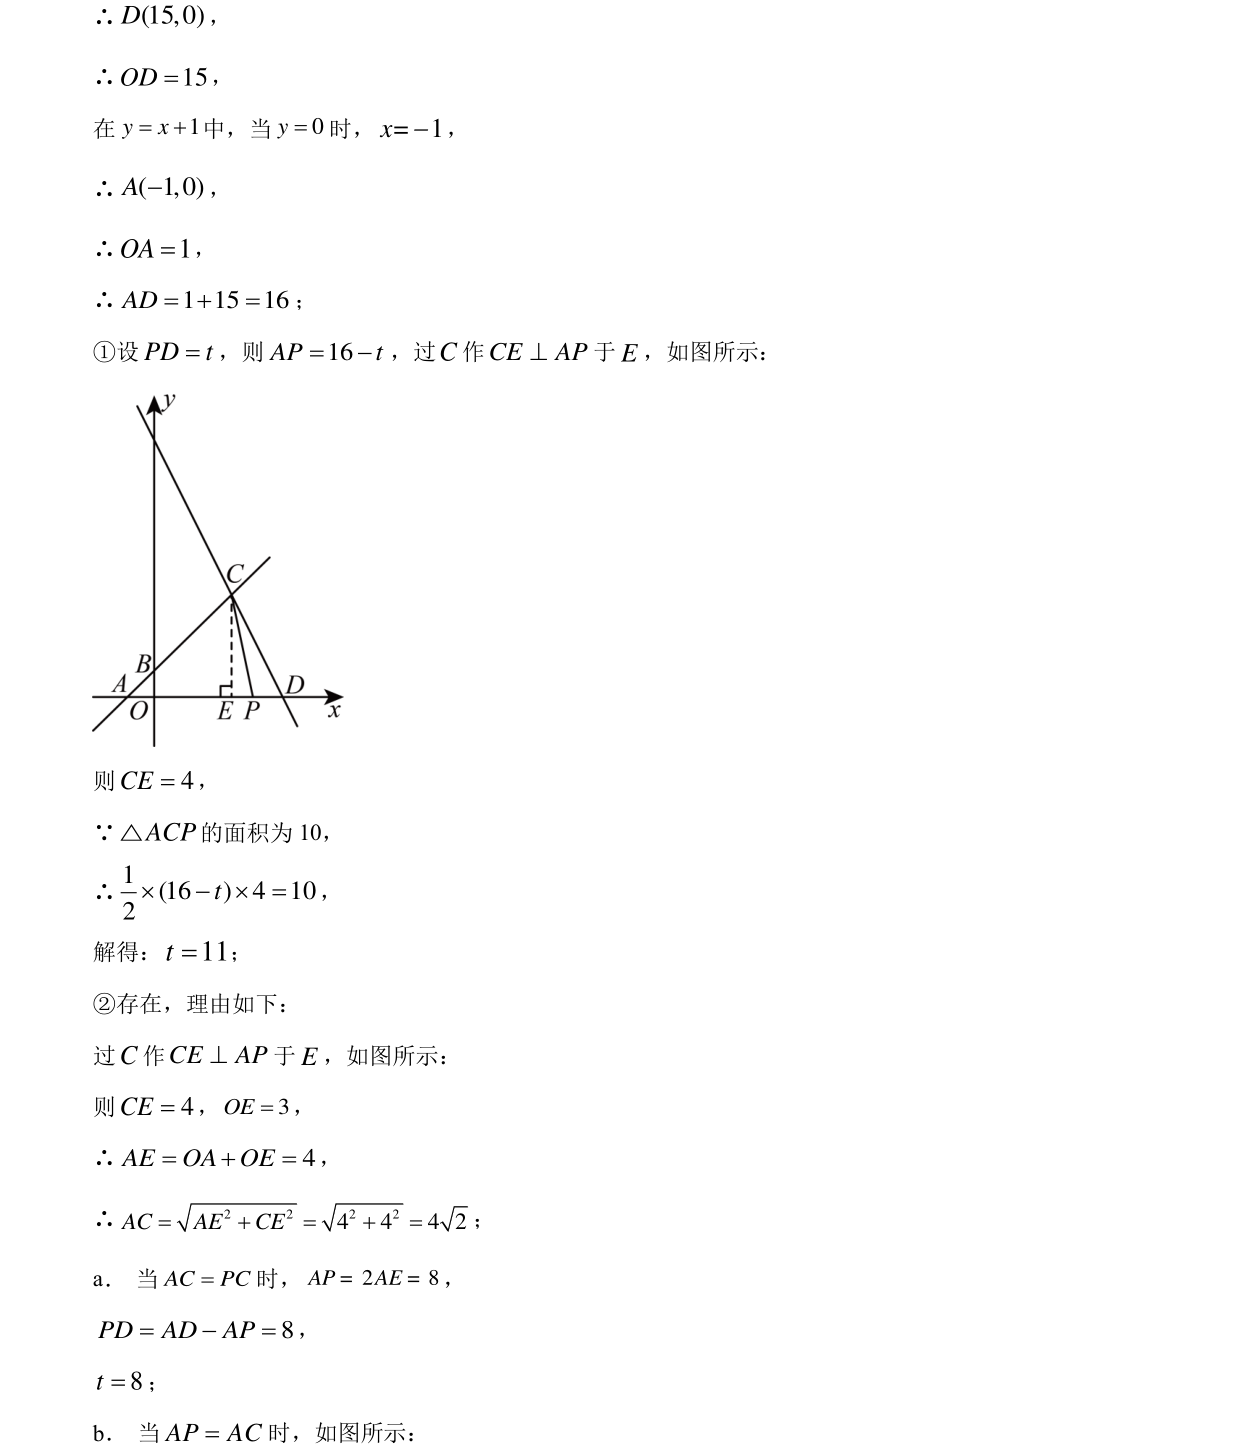 ∴ D(15,0),
∴ OD=15,
在 y=x+1中，当 y=0 时， x=−1,
∴ A(−1,0),
∴ OA=1,
∴ AD=1+15=16；
①设 PD=t，则 AP=16−t，过 C 作 CE⊥AP 于 E，如图所示：
y
C
B
A
D
O
E
P
x
则 CE=4，
∵ △ACP 的面积为 10，
∴ 1/2×(16−t)×4=10，
解得： t=11；
②存在，理由如下：
过 C 作 CE⊥AP 于 E，如图所示：
则 CE=4， OE=3，
∴ AE=OA+OE=4，
∴ AC=√(AE²+CE²)=√(4²+4²)=4√2；
a． 当 AC=PC 时， AP= 2AE= 8，
PD=AD−AP=8，
t=8；
b． 当 AP=AC 时，如图所示：